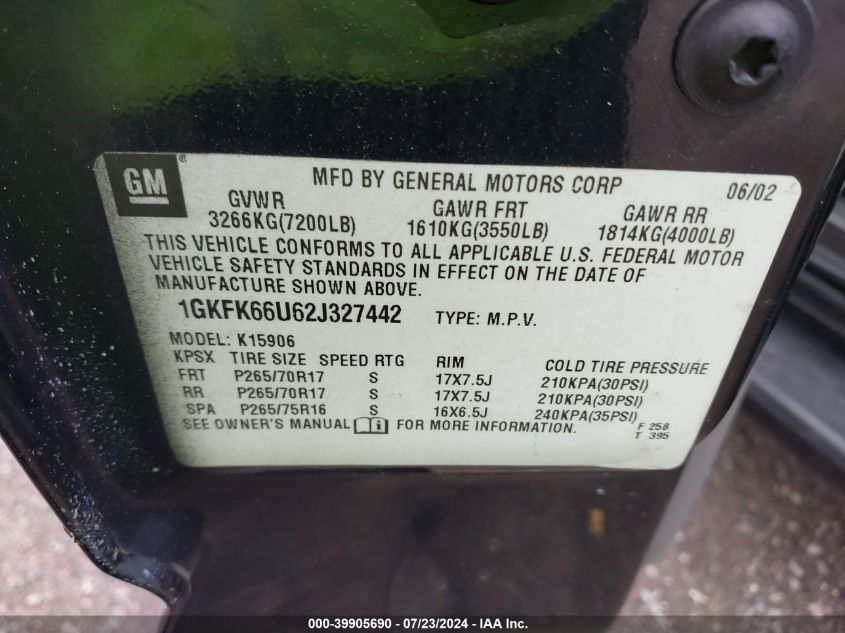 GM ®
MFD BY GENERAL MOTORS CORP 06/02
GVWR GAWR FRT GAWR RR
3266KG(7200LB) 1610KG(3550LB) 1814KG(4000LB)
THIS VEHICLE CONFORMS TO ALL APPLICABLE U.S. FEDERAL MOTOR
VEHICLE SAFETY STANDARDS IN EFFECT ON THE DATE OF
MANUFACTURE SHOWN ABOVE.
1GKFK66U62J327442 TYPE: M.P.V.
MODEL: K15906
KPSX TIRE SIZE SPEED RTG RIM COLD TIRE PRESSURE
FRT P265/70R17 S 17X7.5J 210KPA(30PSI)
RR P265/70R17 S 17X7.5J 210KPA(30PSI)
SPA P265/75R16 S 16X6.5J 240KPA(35PSI)
SEE OWNER'S MANUAL FOR MORE INFORMATION.
F 258
T 395
000-39905690 - 07/23/2024 - IAA Inc.